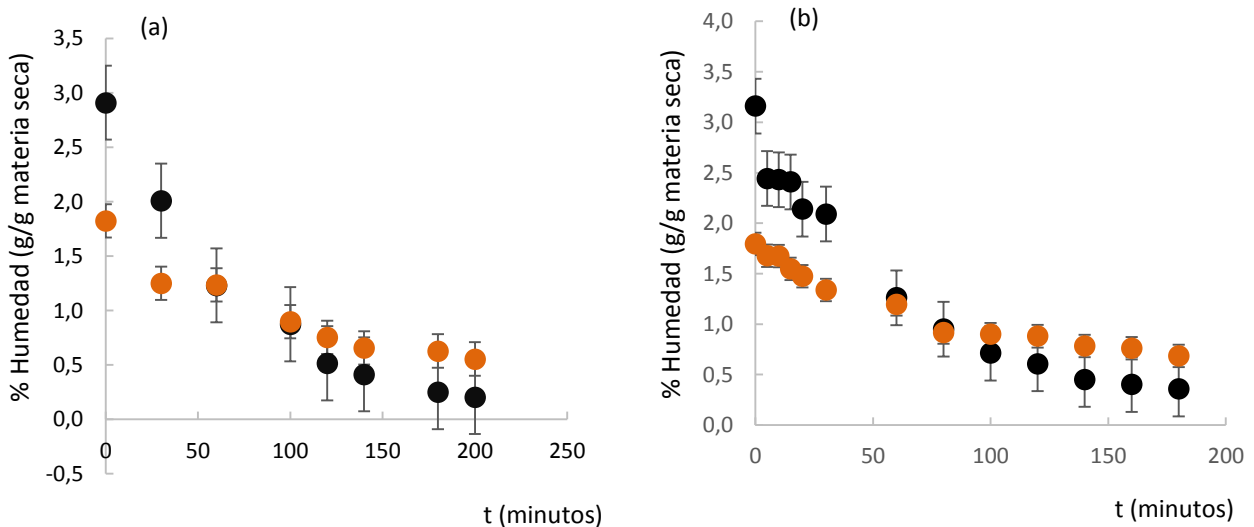 (a)
% Humedad (g/g materia seca)
3,5
3,0
2,5
2,0
1,5
1,0
0,5
0,0
-0,5
0 50 100 150 200 250
t (minutos)
(b)
% Humedad (g/g materia seca)
4,0
3,5
3,0
2,5
2,0
1,5
1,0
0,5
0,0
0 50 100 150 200
t (minutos)